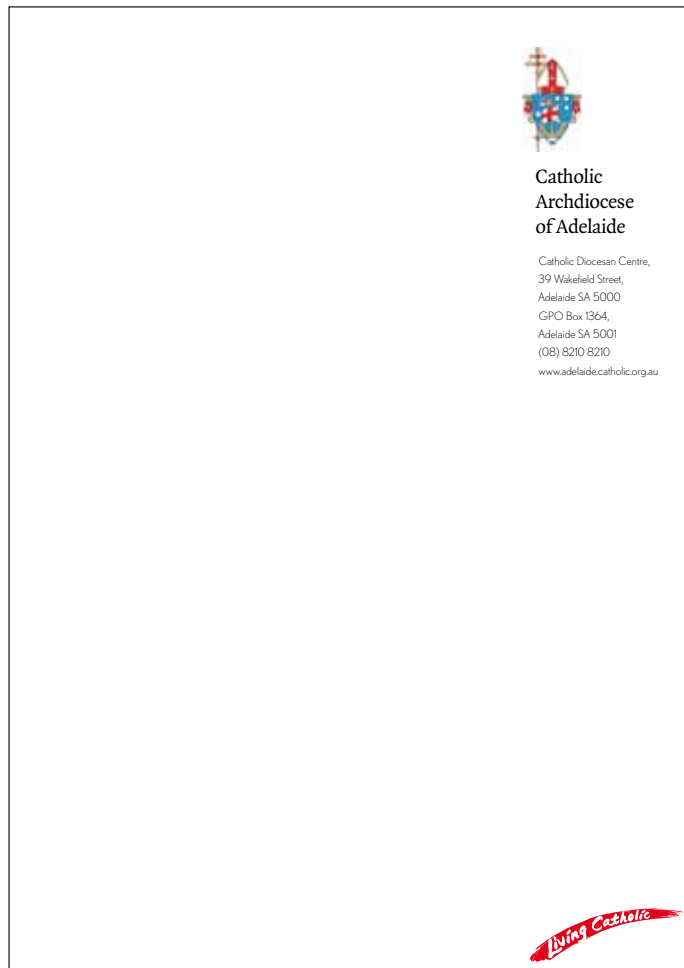 Catholic
Archdiocese
of Adelaide
Catholic Diocesan Centre,
39 Wakefield Street,
Adelaide SA 5000
GPO Box 1364,
Adelaide SA 5001
(08) 8210 8210
www.adelaide.catholic.org.au
Living Catholic